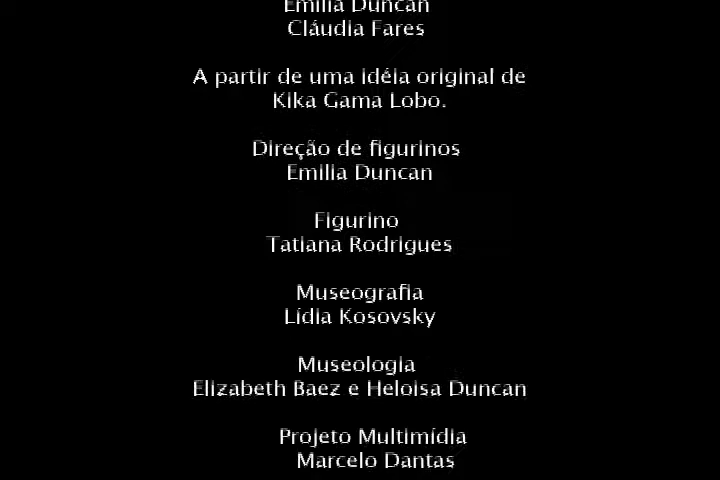 Emilia Duncan
Cláudia Fares
A partir de uma idéia original de
Kika Gama Lobo.
Direção de figurinos
Emilia Duncan
Figurino
Tatiana Rodrigues
Museografia
Lídia Kosovsky
Museologia
Elizabeth Baez e Heloisa Duncan
Projeto Multimídia
Marcelo Dantas